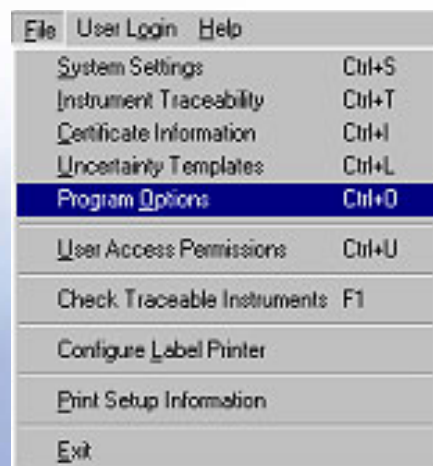 File User Login Help
System Settings Ctrl+S
Instrument Traceability Ctrl+T
Certificate Information Ctrl+I
Uncertainty Templates Ctrl+L
Program Options Ctrl+O
User Access Permissions Ctrl+U
Check Traceable Instruments F1
Configure Label Printer
Print Setup Information
Exit